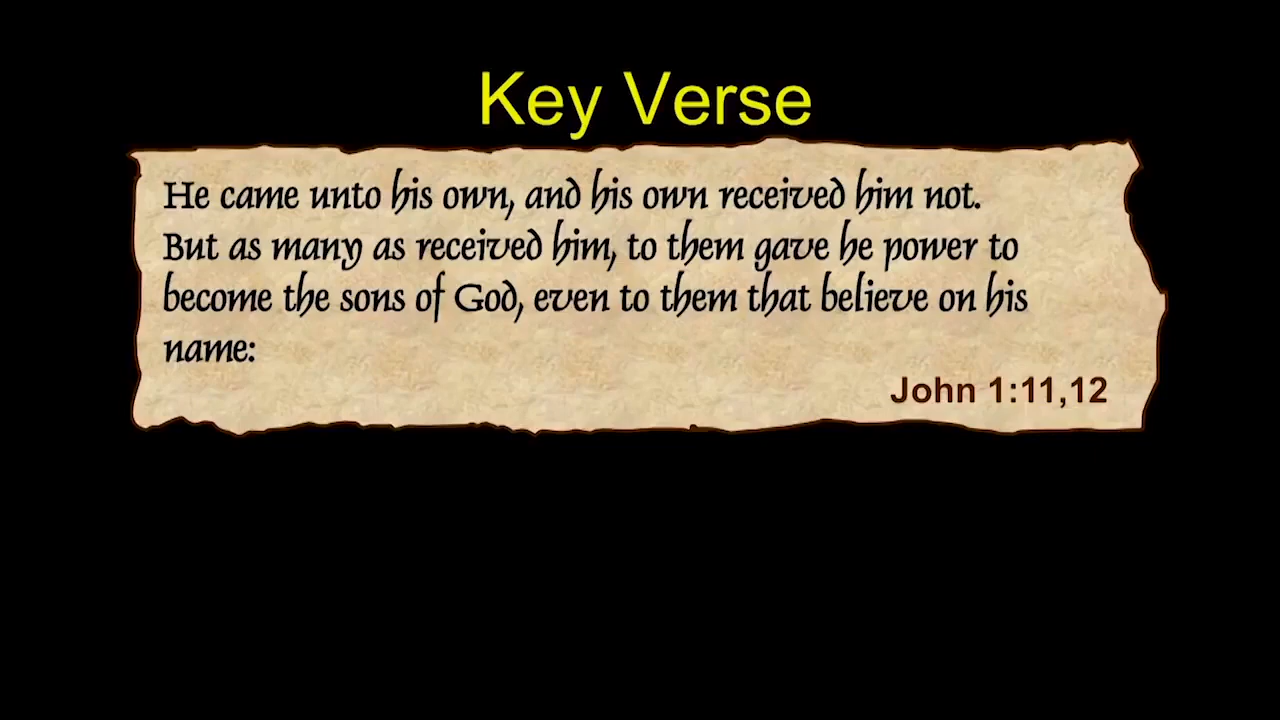 Key Verse
He came unto his own, and his own received him not.
But as many as received him, to them gave he power to
become the sons of God, even to them that believe on his
name:
John 1:11,12